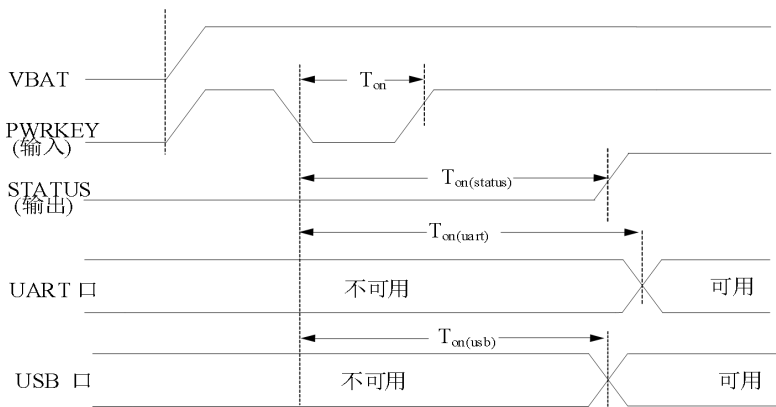 VBAT
Ton
PWRKEY
(输入)
STATUS
(输出)
Ton(status)
Ton(uart)
UART 口
不可用
可用
Ton(usb)
USB 口
不可用
可用